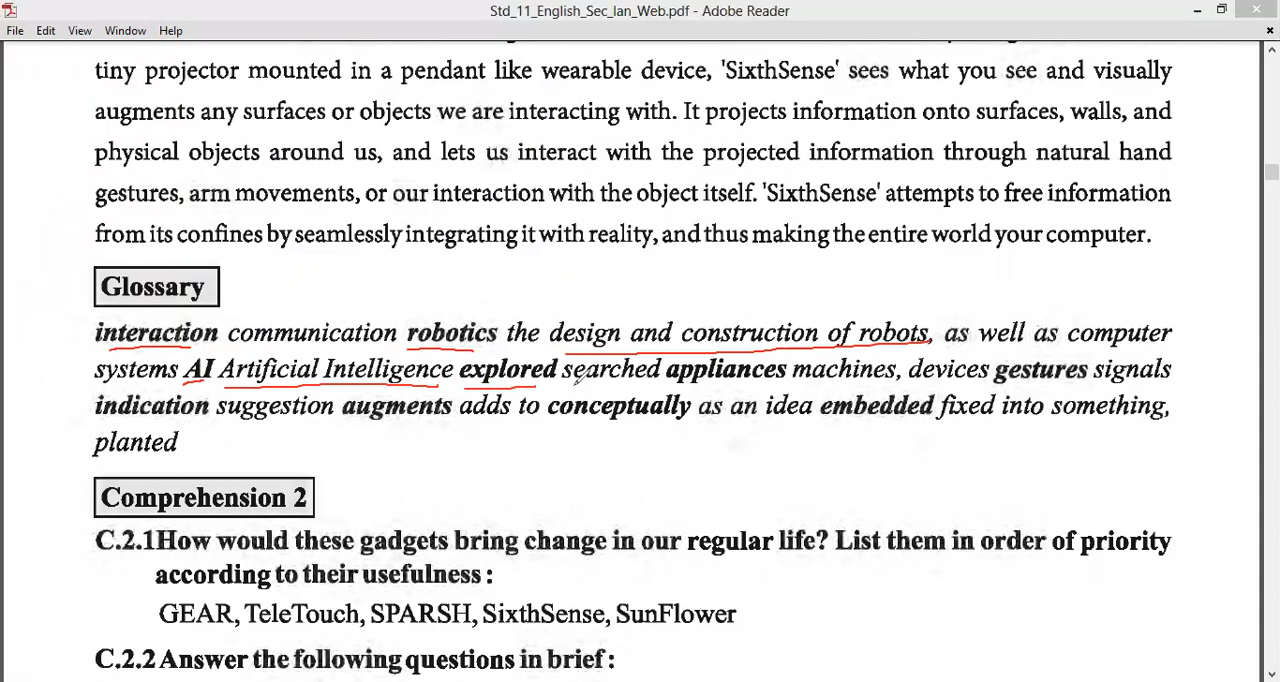 Std_11_English_Sec_lan_Web.pdf - Adobe Reader
File Edit View Window Help
tiny projector mounted in a pendant like wearable device, 'SixthSense' sees what you see and visually
augments any surfaces or objects we are interacting with. It projects information onto surfaces, walls, and
physical objects around us, and lets us interact with the projected information through natural hand
gestures, arm movements, or our interaction with the object itself. 'SixthSense' attempts to free information
from its confines by seamlessly integrating it with reality, and thus making the entire world your computer.
Glossary
interaction communication robotics the design and construction of robots, as well as computer
systems AI Artificial Intelligence explored searched appliances machines, devices gestures signals
indication suggestion augments adds to conceptually as an idea embedded fixed into something,
planted
Comprehension 2
C.2.1 How would these gadgets bring change in our regular life? List them in order of priority
according to their usefulness :
GEAR, TeleTouch, SPARSH, SixthSense, SunFlower
C.2.2 Answer the following questions in brief :